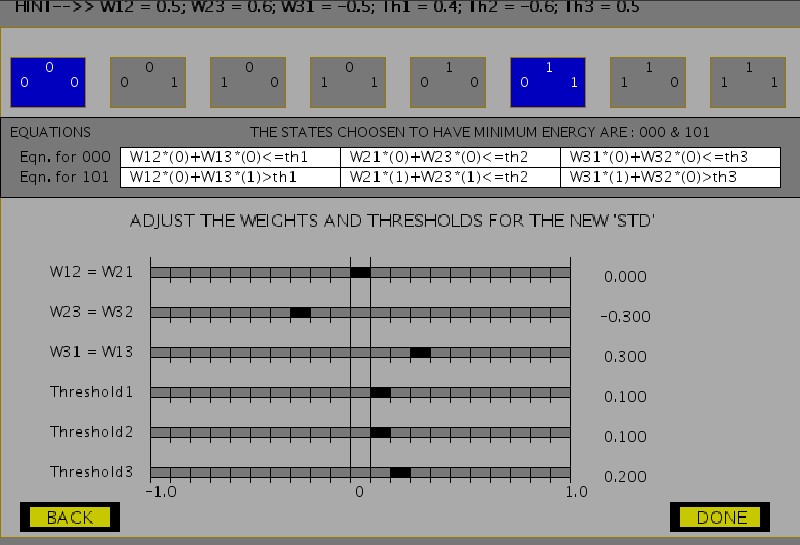 HINT-->> W12 = 0.5; W23 = 0.6; W31 = -0.5; Th1 = 0.4; Th2 = -0.6; Th3 = 0.5
0 0 0 0 1 1 1 1
0 0 0 1 1 0 1 1 0 0 0 1 1 0 1 1
EQUATIONS THE STATES CHOOSEN TO HAVE MINIMUM ENERGY ARE : 000 & 101
Eqn. for 000 W12*(0)+W13*(0)<=th1 W21*(0)+W23*(0)<=th2 W31*(0)+W32*(0)<=th3
Eqn. for 101 W12*(0)+W13*(1)>th1 W21*(1)+W23*(1)<=th2 W31*(1)+W32*(0)>th3
ADJUST THE WEIGHTS AND THRESHOLDS FOR THE NEW 'STD'
W12 = W21 0.000
W23 = W32 -0.300
W31 = W13 0.300
Threshold1 0.100
Threshold2 0.100
Threshold3 0.200
-1.0 0 1.0
BACK DONE